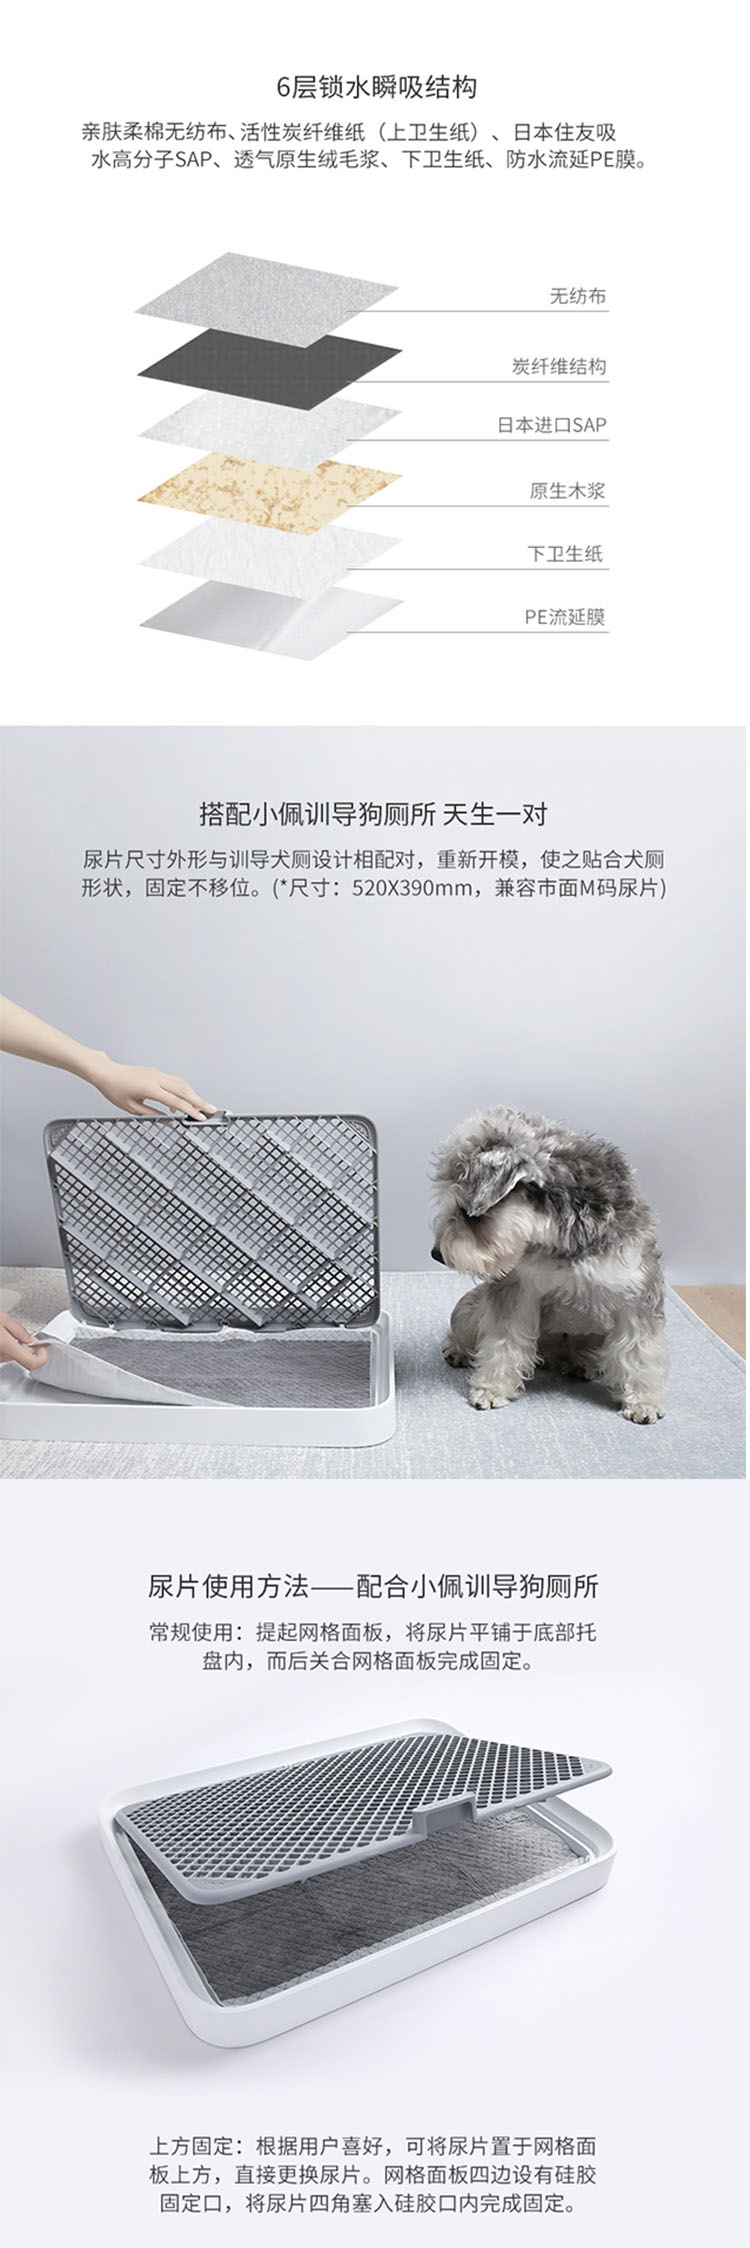 6层锁水瞬吸结构
亲肤柔棉无纺布、活性炭纤维纸（上卫生纸）、日本住友吸
水高分子SAP、透气原生绒毛浆、下卫生纸、防水流延PE膜。
无纺布
炭纤维结构
日本进口SAP
原生木浆
下卫生纸
PE流延膜
搭配小佩训导狗厕所 天生一对
尿片尺寸外形与训导犬厕设计相配对，重新开模，使之贴合犬厕
形状，固定不移位。(*尺寸：520X390mm，兼容市面M码尿片)
尿片使用方法——配合小佩训导狗厕所
常规使用：提起网格面板，将尿片平铺于底部托
盘内，而后关合网格面板完成固定。
上方固定：根据用户喜好，可将尿片置于网格面
板上方，直接更换尿片。网格面板四边设有硅胶
固定口，将尿片四角塞入硅胶口内完成固定。